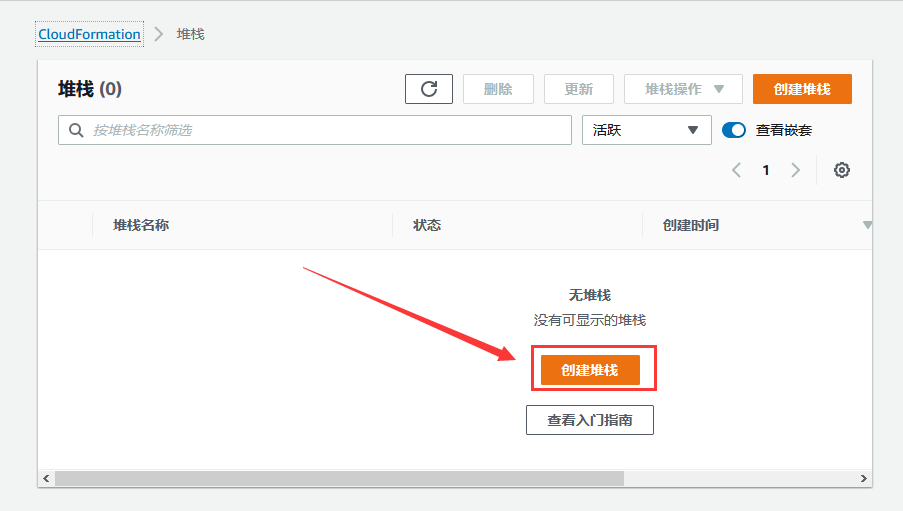 CloudFormation > 堆栈
堆栈 (0)
删除
更新
堆栈操作
创建堆栈
按堆栈名称筛选
活跃
查看嵌套
1
堆栈名称
状态
创建时间
无堆栈
没有可显示的堆栈
创建堆栈
查看入门指南